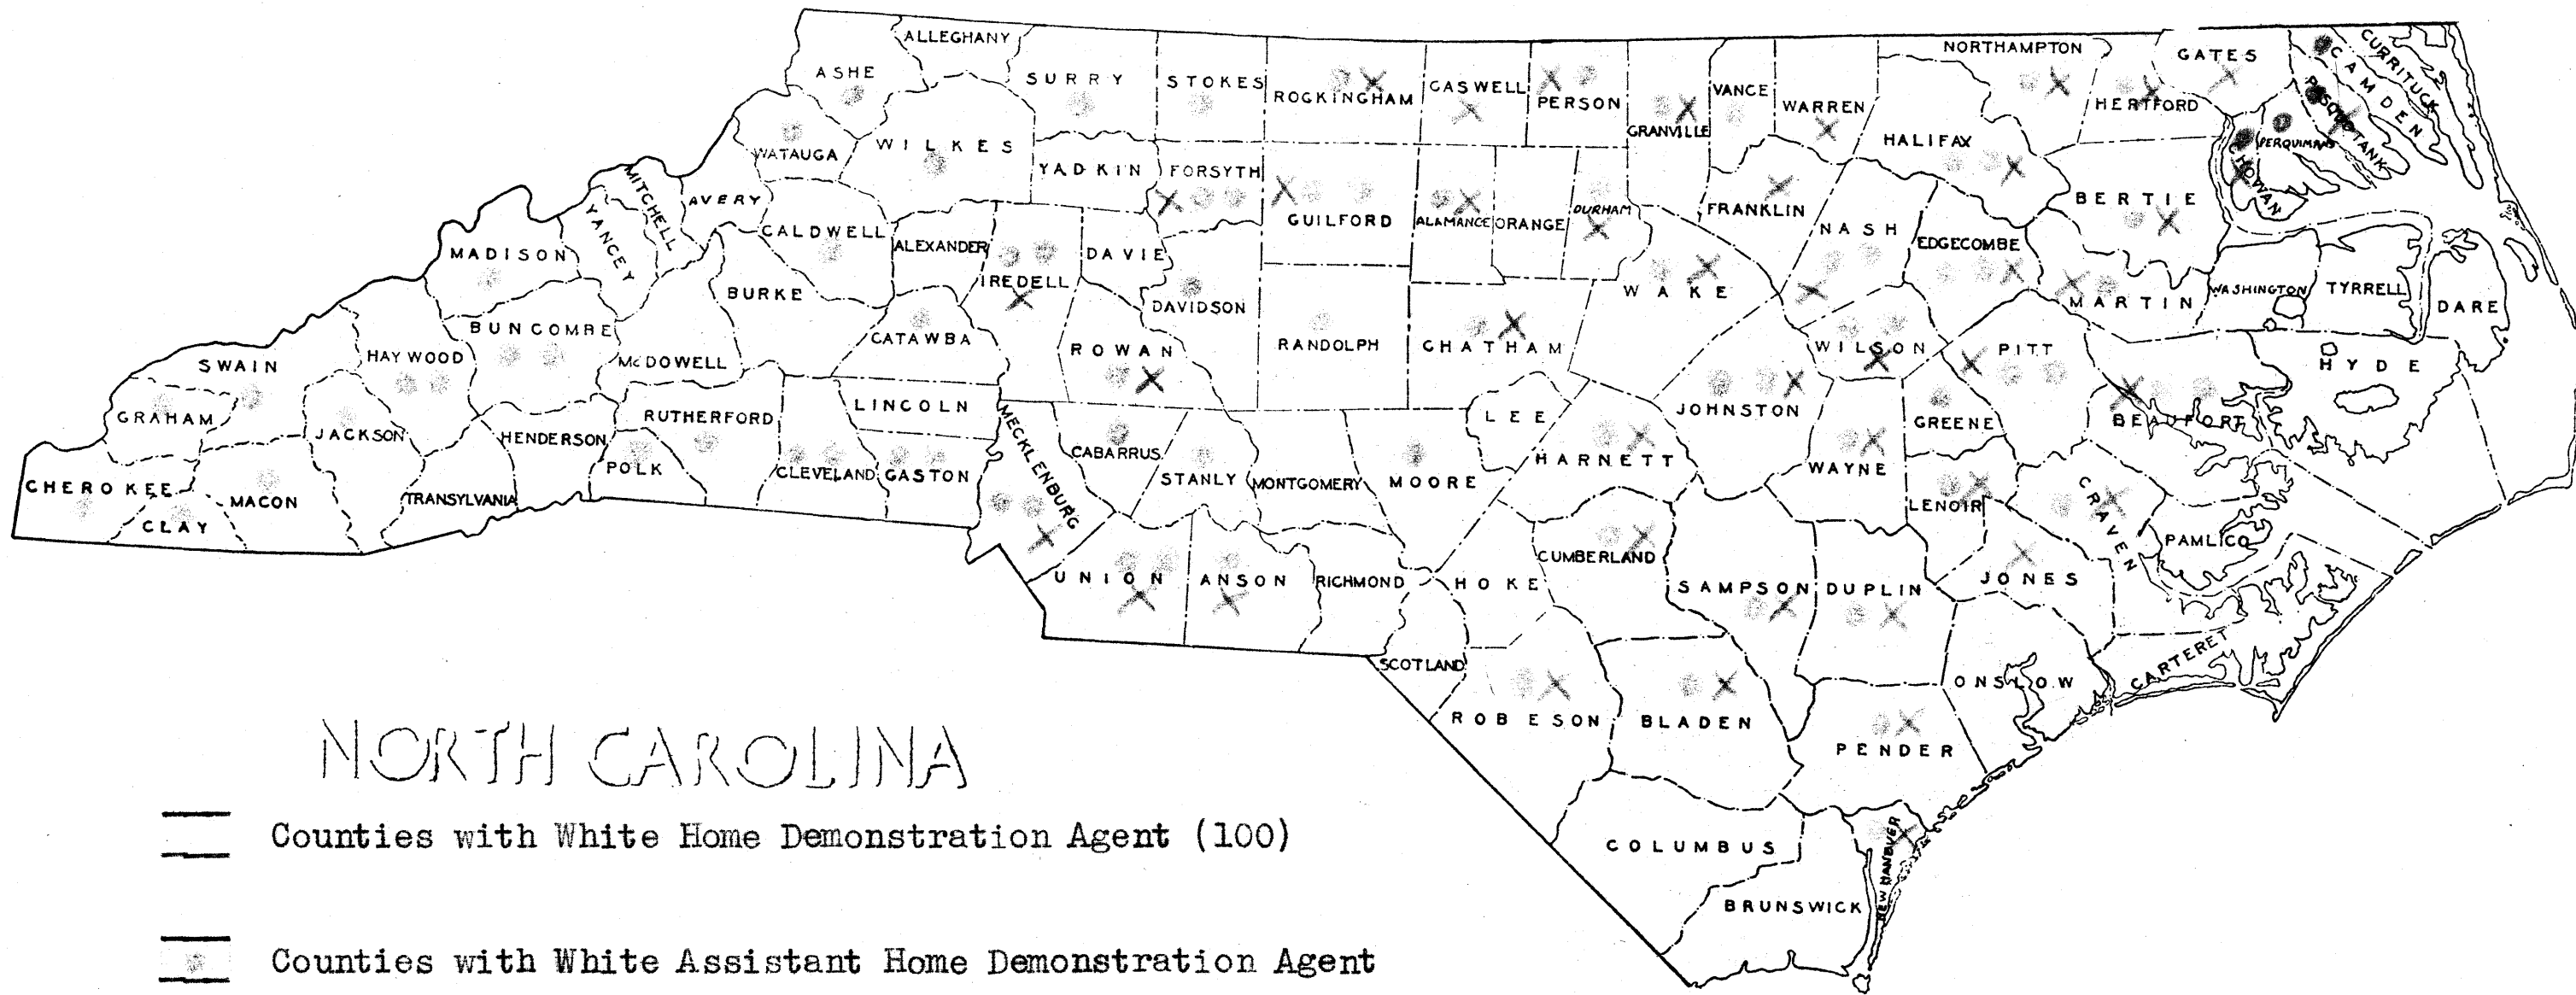 ALLEGHANY
ASHE
SURRY
STOKES
ROCKINGHAM
CASWELL
PERSON
GRANVILLE
VANCE
WARREN
NORTHAMPTON
HERTFORD
GATES
CURRITUCK
CAMDEN
PASQUOTANK
PERQUIMANS
CHOWAN
WATAUGA
WILKES
YADKIN
FORSYTH
GUILFORD
ALAMANCE
ORANGE
DURHAM
FRANKLIN
HALIFAX
BERTIE
MITCHELL
AVERY
YANCEY
CALDWELL
ALEXANDER
IREDELL
DAVIE
DAVIDSON
WAKE
NASH
EDGECOMBE
MARTIN
WASHINGTON
TYRRELL
DARE
MADISON
BURKE
BUNCOMBE
McDOWELL
CATAWBA
ROWAN
RANDOLPH
CHATHAM
WILSON
PITT
HYDE
SWAIN
HAYWOOD
GRAHAM
JACKSON
HENDERSON
RUTHERFORD
LINCOLN
MECKLENBURG
LEE
JOHNSTON
GREENE
BEAUFORT
CHEROKEE
MACON
CLAY
TRANSYLVANIA
POLK
CLEVELAND
GASTON
CABARRUS
STANLY
MONTGOMERY
MOORE
HARNETT
WAYNE
LENOIR
CRAVEN
PAMLICO
UNION
ANSON
RICHMOND
HOKE
CUMBERLAND
SAMPSON
DUPLIN
JONES
SCOTLAND
ROBESON
BLADEN
PENDER
ONSLOW
CARTERET
COLUMBUS
BRUNSWICK
NEW HANOVER
NORTH CAROLINA
Counties with White Home Demonstration Agent (100)
Counties with White Assistant Home Demonstration Agent